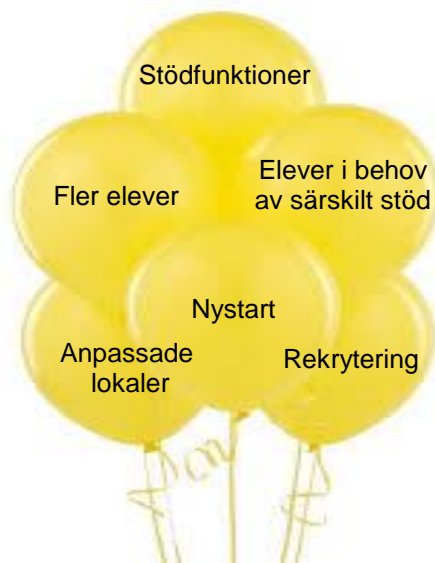 Stödfunktioner
Fler elever
Elever i behov
av särskilt stöd
Nystart
Anpassade
lokaler
Rekrytering